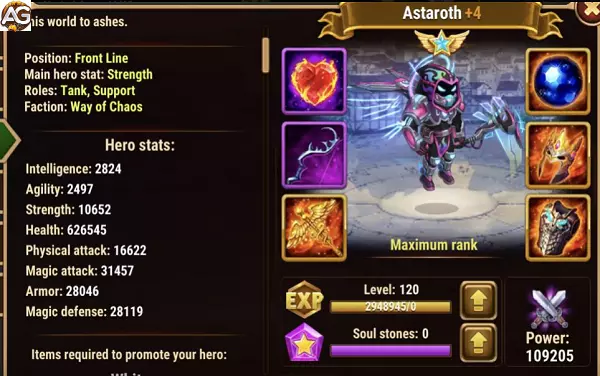 AG
this world to ashes.
Position: Front Line
Main hero stat: Strength
Roles: Tank, Support
Faction: Way of Chaos
Hero stats:
Intelligence: 2824
Agility: 2497
Strength: 10652
Health: 626545
Physical attack: 16622
Magic attack: 31457
Armor: 28046
Magic defense: 28119
Items required to promote your hero:
White
Astaroth +4
Maximum rank
EXP
Level: 120
2948945/0
Soul stones: 0
Power:
109205